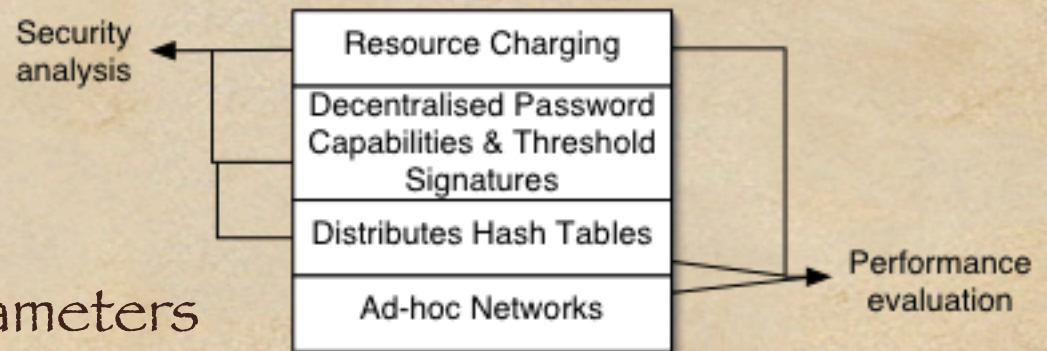 Security
analysis
Resource Charging
Decentralised Password
Capabilities & Threshold
Signatures
Distributes Hash Tables
Ad-hoc Networks
Performance
evaluation
ameters